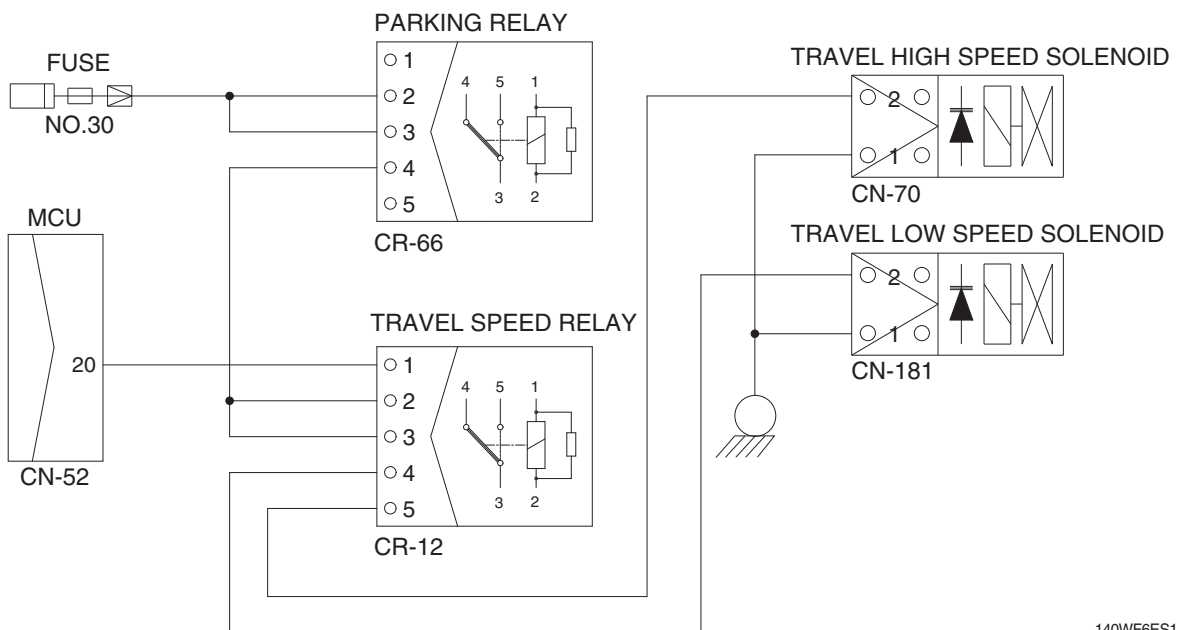 PARKING RELAY
FUSE
NO.30
1
2
3
4
5
4 5 1
3 2
CR-66
TRAVEL HIGH SPEED SOLENOID
2
1
CN-70
TRAVEL LOW SPEED SOLENOID
2
1
CN-181
MCU
20
CN-52
TRAVEL SPEED RELAY
1
2
3
4
5
4 5 1
3 2
CR-12